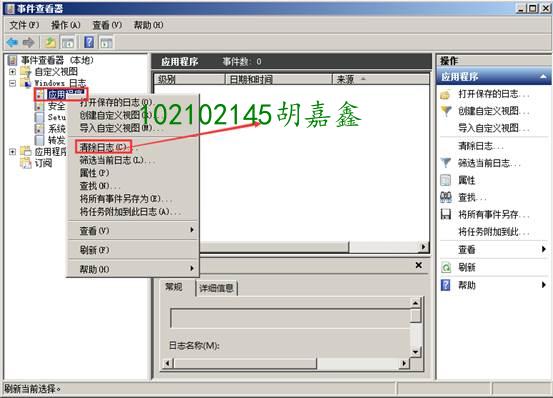 事件查看器
文件(F) 操作(A) 查看(V) 帮助(H)
事件查看器 (本地)
自定义视图
Windows 日志
应用程序
安全
Setu
系统
转发
应用程序
订阅
打开保存的日志(O)...
创建自定义视图(R)...
导入自定义视图(M)...
清除日志(C)...
筛选当前日志(L)...
属性(P)
查找(N)...
将所有事件另存为(E)...
将任务附加到此日志(A)...
查看(V)
刷新(F)
帮助(H)
102102145胡嘉鑫
应用程序 事件数: 0
级别 日期和时间 来源
常规 详细信息
日志名称(M):
操作
应用程序
打开保存的日志...
创建自定义视图...
导入自定义视图...
清除日志...
筛选当前日志...
属性
查找...
将所有事件另存...
将任务附加到此...
查看
刷新
帮助
刷新当前选择。